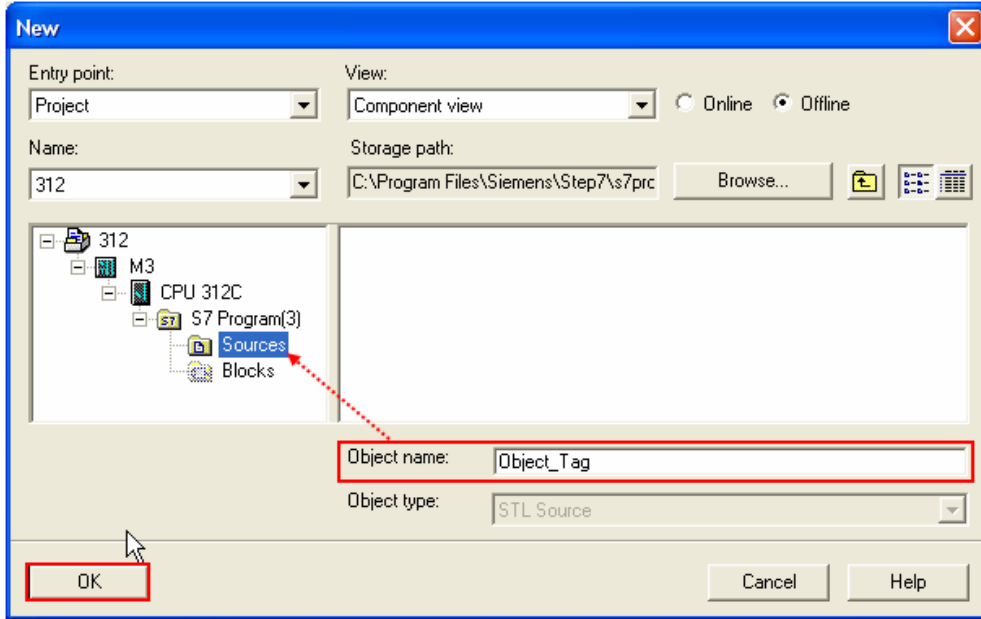 New
Entry point:
View:
Project
Component view
Online
Offline
Name:
Storage path:
312
C:\Program Files\Siemens\Step7\s7prc
Browse...
312
M3
CPU 312C
S7 Program(3)
Sources
Blocks
Object name:
Object_Tag
Object type:
STL Source
OK
Cancel
Help